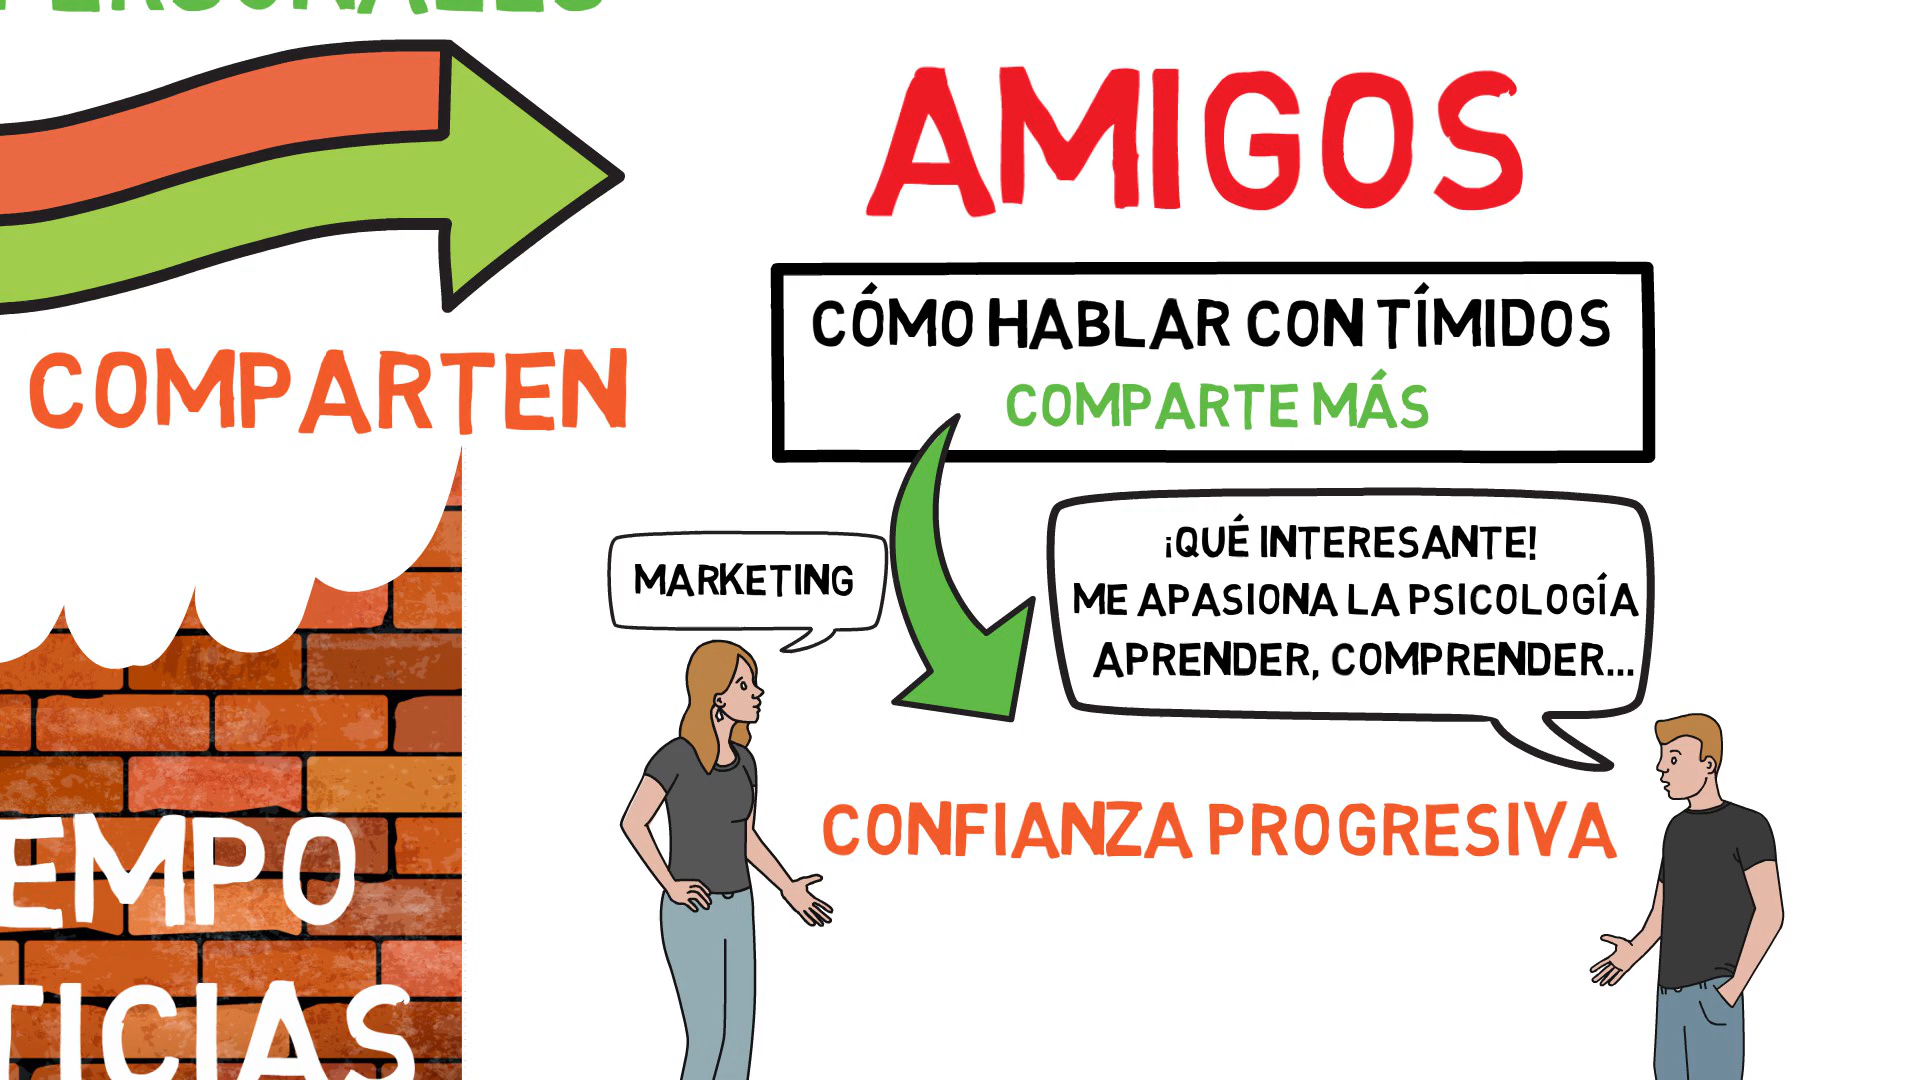 AMIGOS
CÓMO HABLAR CON TÍMIDOS
COMPARTE MÁS
COMPARTEN
¡QUÉ INTERESANTE!
ME APASIONA LA PSICOLOGÍA
APRENDER, COMPRENDER...
MARKETING
CONFIANZA PROGRESIVA